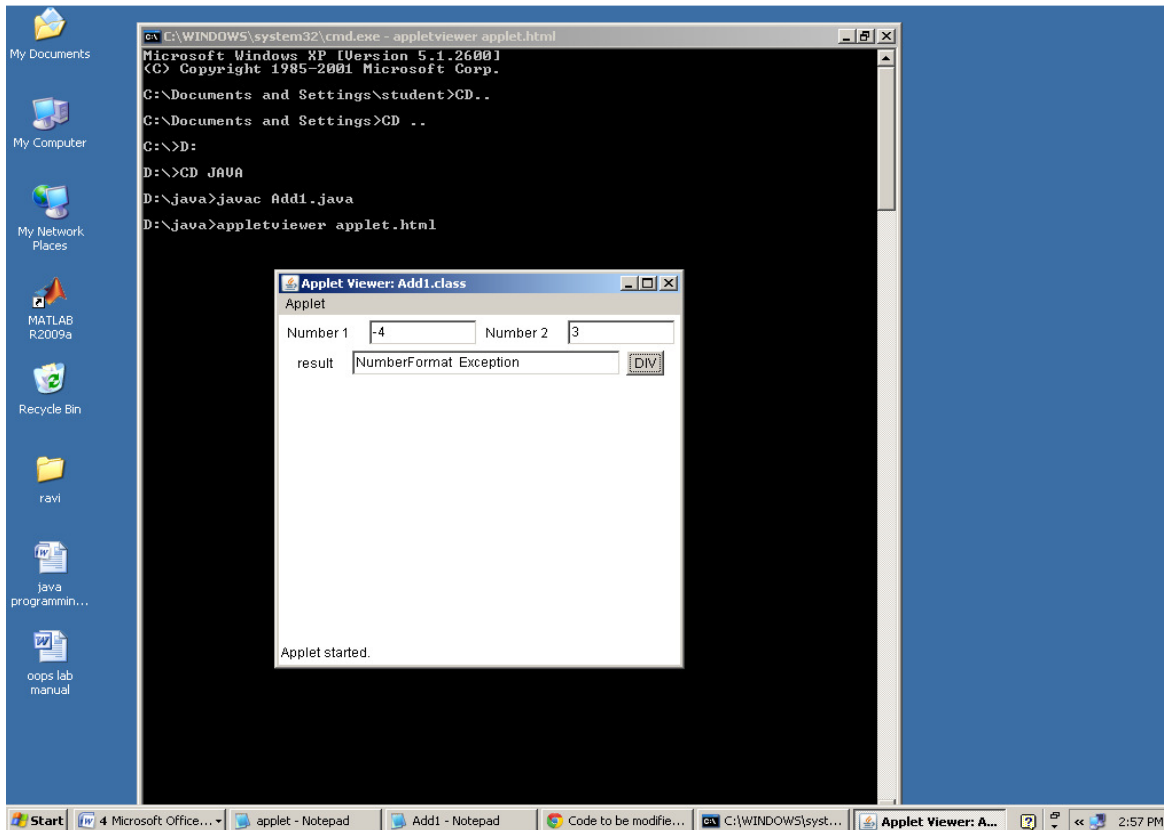 My Documents
My Computer
My Network
Places
MATLAB
R2009a
Recycle Bin
ravi
java
programmin...
oops lab
manual
C:\WINDOWS\system32\cmd.exe - appletviewer applet.html
Microsoft Windows XP [Version 5.1.2600]
(C) Copyright 1985-2001 Microsoft Corp.
C:\Documents and Settings\student>CD..
C:\Documents and Settings>CD ..
C:\>D:
D:\>CD JAVA
D:\java>javac Add1.java
D:\java>appletviewer applet.html
Applet Viewer: Add1.class
Applet
Number 1 -4 Number 2 3
result NumberFormat Exception DIV
Applet started.
Start 4 Microsoft Office... applet - Notepad Add1 - Notepad Code to be modifie... C:\WINDOWS\syst... Applet Viewer: A... 2:57 PM